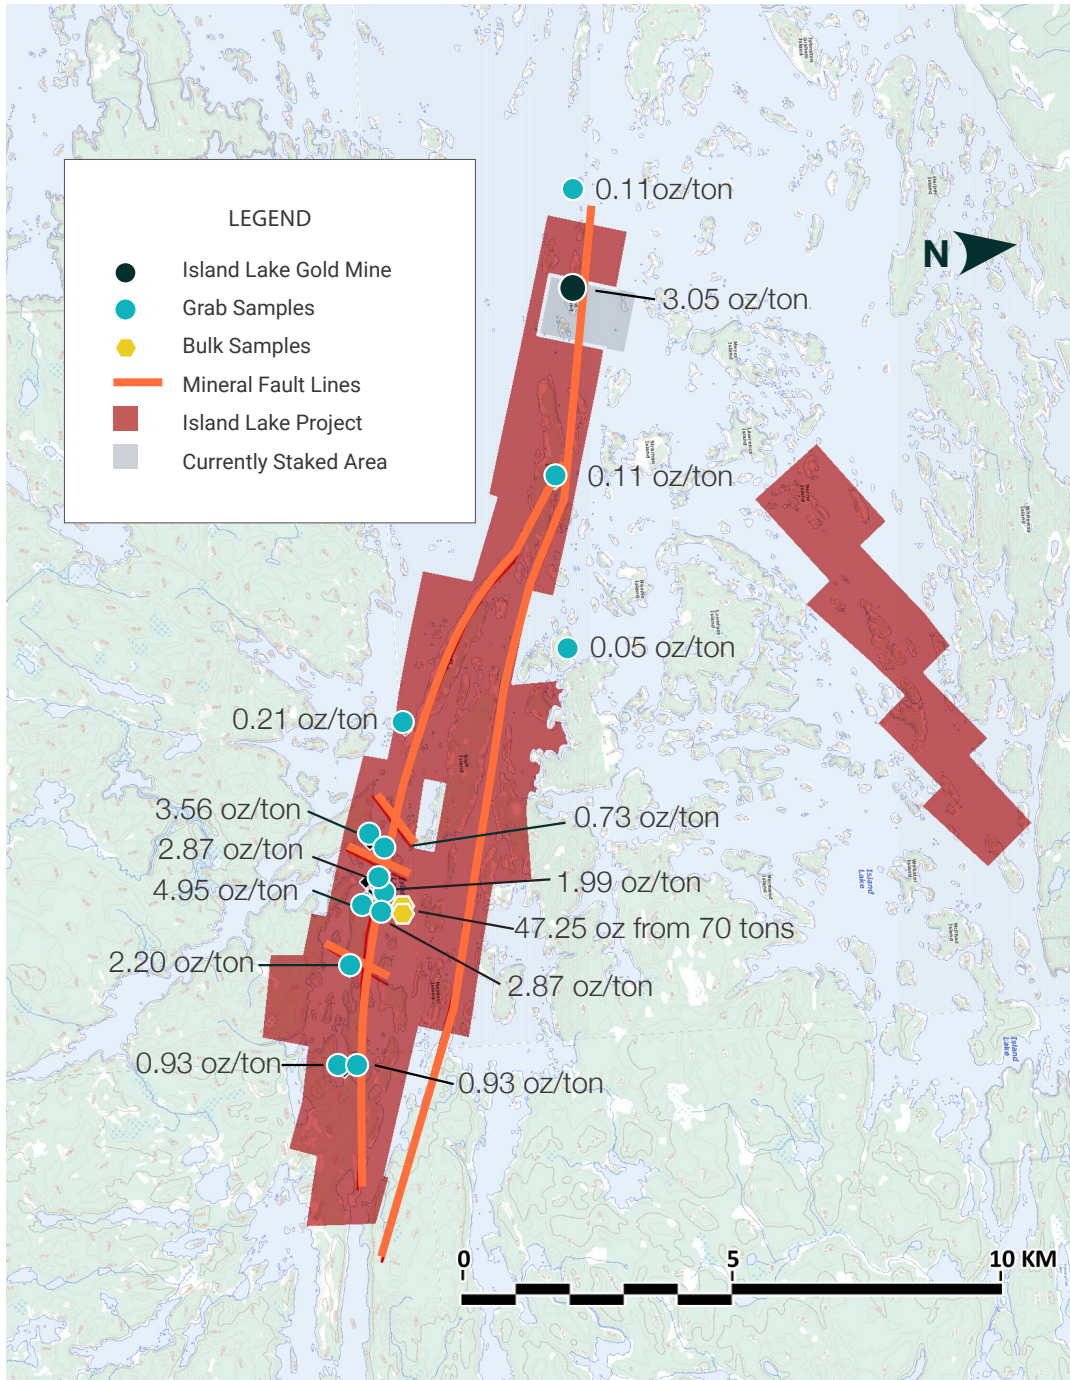 0.11oz/ton
LEGEND
Island Lake Gold Mine
Grab Samples
Bulk Samples
Mineral Fault Lines
Island Lake Project
Currently Staked Area
N
3.05 oz/ton
0.11 oz/ton
0.05 oz/ton
0.21 oz/ton
3.56 oz/ton
0.73 oz/ton
2.87 oz/ton
1.99 oz/ton
4.95 oz/ton
47.25 oz from 70 tons
2.20 oz/ton
2.87 oz/ton
0.93 oz/ton
0.93 oz/ton
Island
Lake
Island
Lake
0
5
10 KM